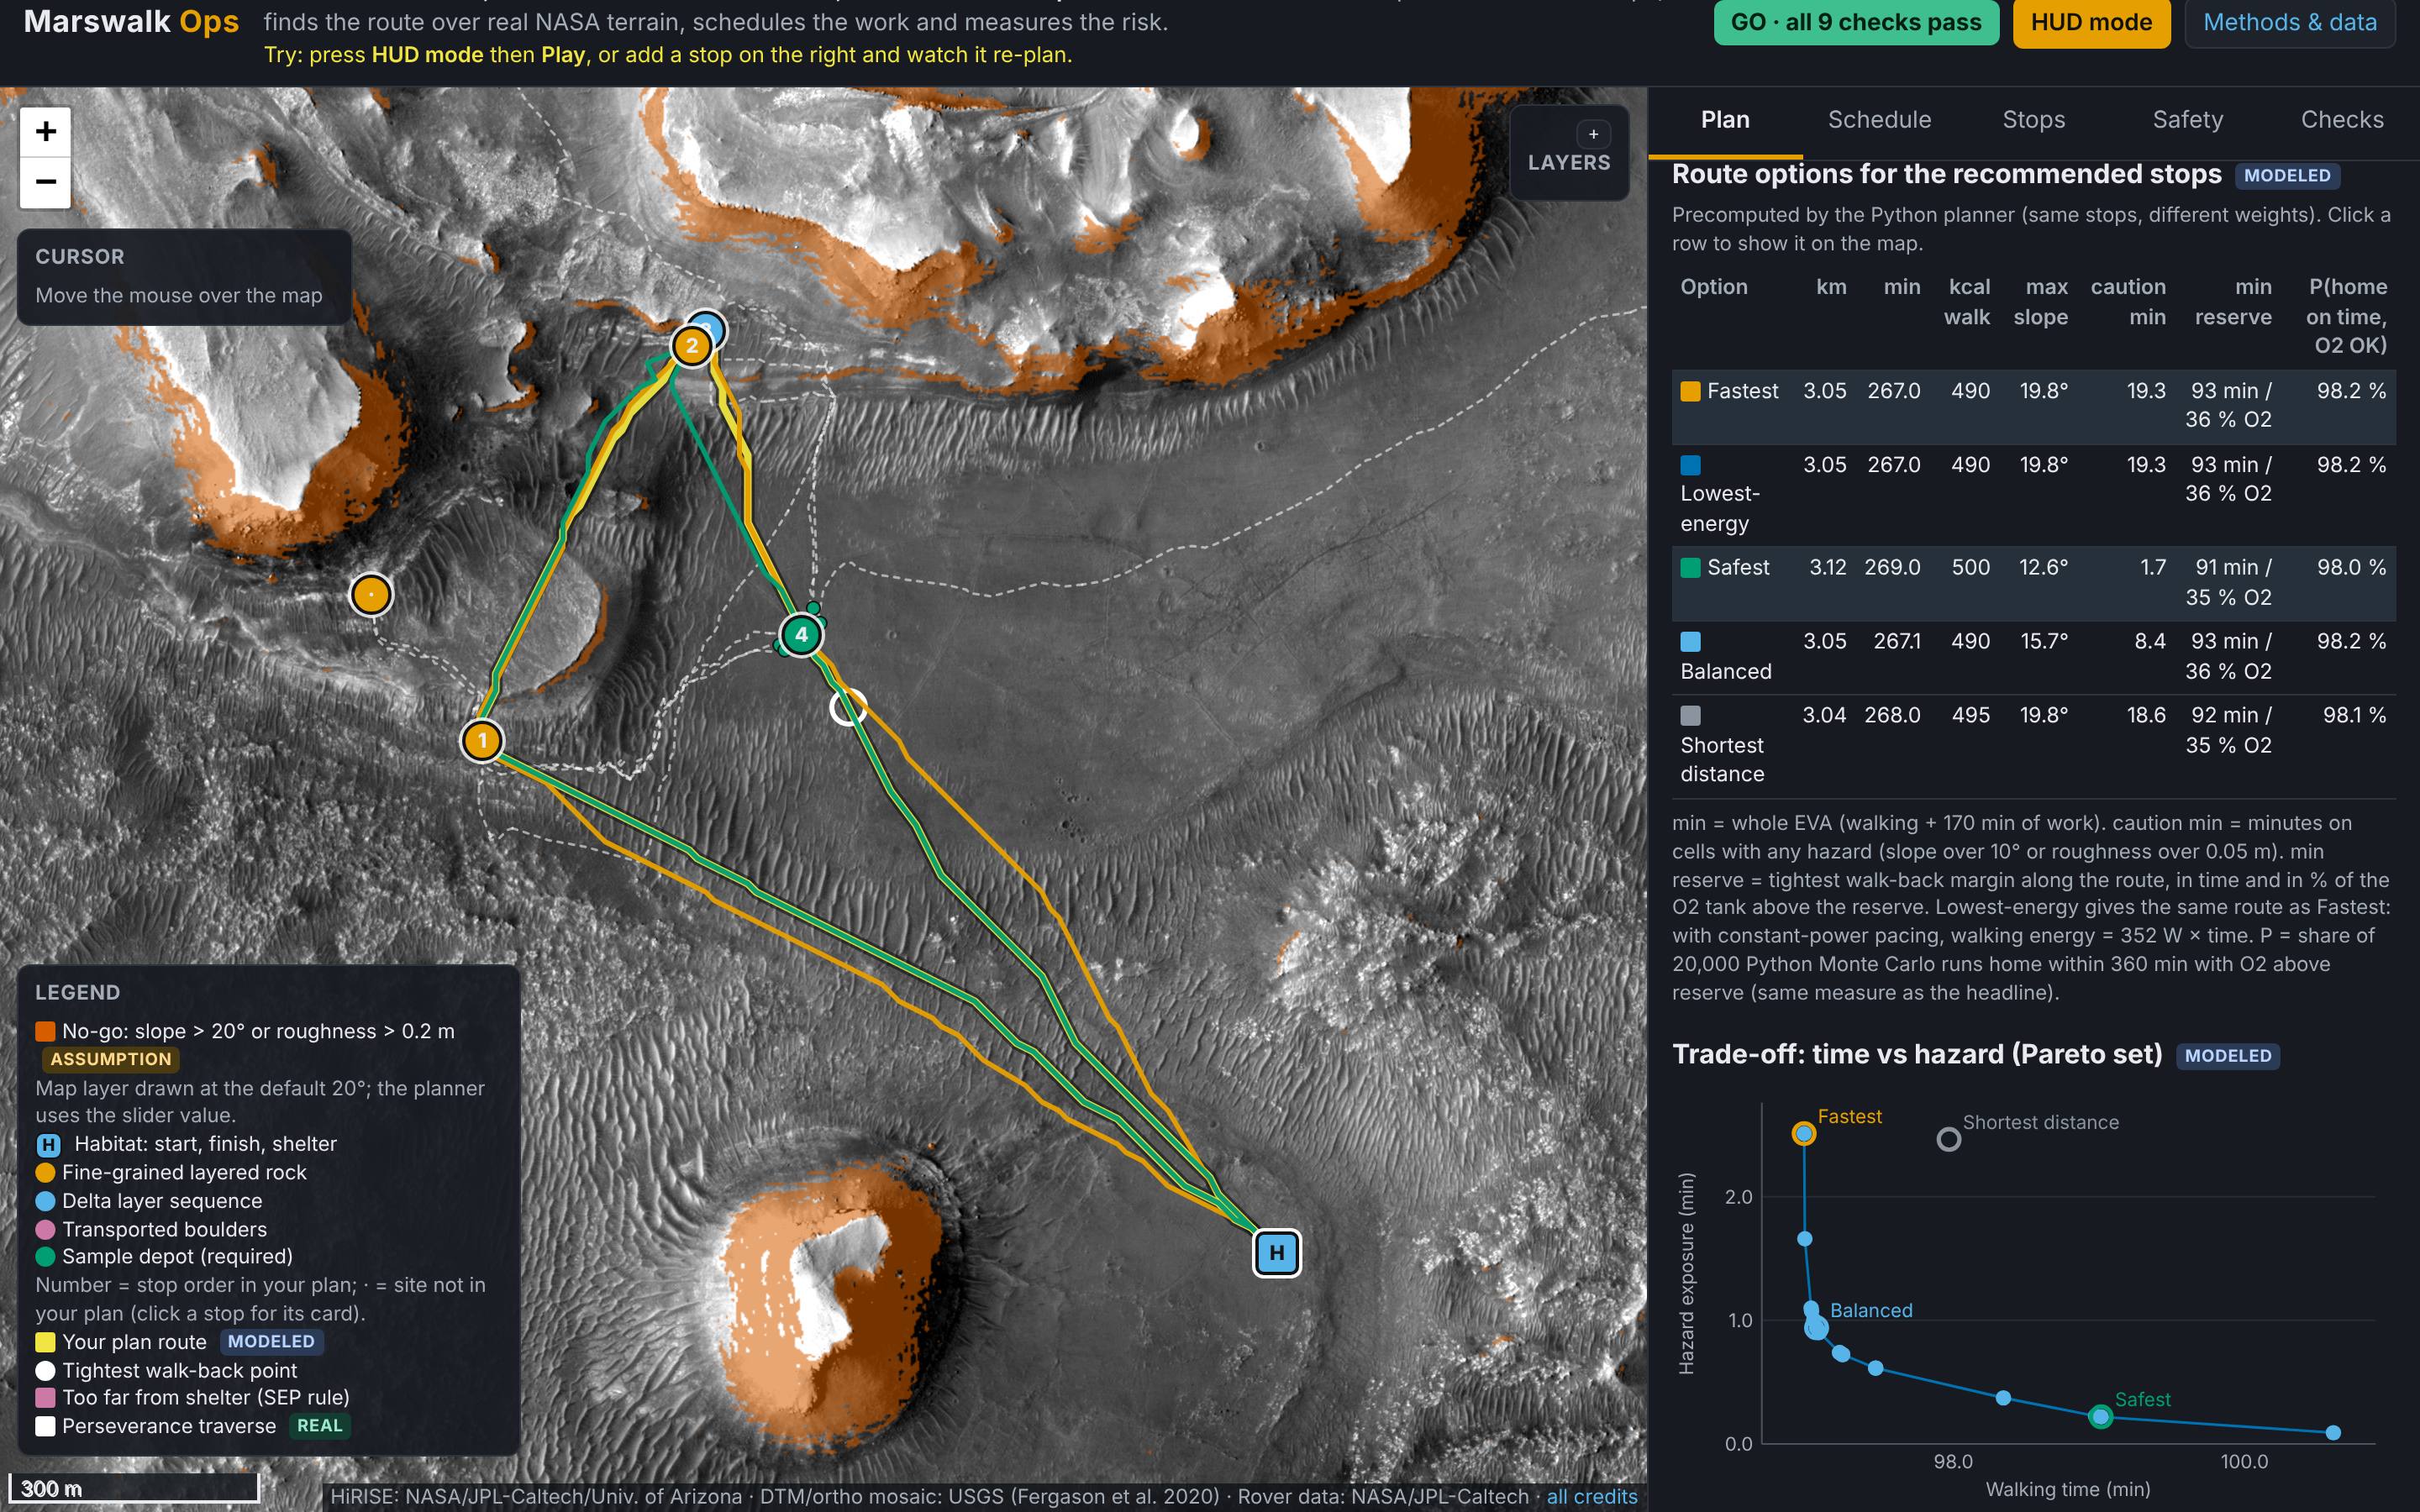 Marswalk Ops
finds the route over real NASA terrain, schedules the work and measures the risk.
Try: press HUD mode then Play, or add a stop on the right and watch it re-plan.
GO · all 9 checks pass
HUD mode
Methods & data
+
−
CURSOR
Move the mouse over the map
+
LAYERS
2
4
1
H
LEGEND
No-go: slope > 20° or roughness > 0.2 m
ASSUMPTION
Map layer drawn at the default 20°; the planner
uses the slider value.
H Habitat: start, finish, shelter
Fine-grained layered rock
Delta layer sequence
Transported boulders
Sample depot (required)
Number = stop order in your plan; · = site not in
your plan (click a stop for its card).
Your plan route MODELED
Tightest walk-back point
Too far from shelter (SEP rule)
Perseverance traverse REAL
300 m
HiRISE: NASA/JPL-Caltech/Univ. of Arizona · DTM/ortho mosaic: USGS (Fergason et al. 2020) · Rover data: NASA/JPL-Caltech · all credits
Plan Schedule Stops Safety Checks
Route options for the recommended stops MODELED
Precomputed by the Python planner (same stops, different weights). Click a
row to show it on the map.
Option km min kcal max caution min P(home
walk slope min reserve on time,
O2 OK)
Fastest 3.05 267.0 490 19.8° 19.3 93 min / 98.2 %
36 % O2
3.05 267.0 490 19.8° 19.3 93 min / 98.2 %
Lowest- 36 % O2
energy
Safest 3.12 269.0 500 12.6° 1.7 91 min / 98.0 %
35 % O2
3.05 267.1 490 15.7° 8.4 93 min / 98.2 %
Balanced 36 % O2
3.04 268.0 495 19.8° 18.6 92 min / 98.1 %
Shortest 35 % O2
distance
min = whole EVA (walking + 170 min of work). caution min = minutes on
cells with any hazard (slope over 10° or roughness over 0.05 m). min
reserve = tightest walk-back margin along the route, in time and in % of the
O2 tank above the reserve. Lowest-energy gives the same route as Fastest:
with constant-power pacing, walking energy = 352 W × time. P = share of
20,000 Python Monte Carlo runs home within 360 min with O2 above
reserve (same measure as the headline).
Trade-off: time vs hazard (Pareto set) MODELED
Fastest
Shortest distance
Balanced
Safest
Hazard exposure (min)
2.0
1.0
0.0
98.0
100.0
Walking time (min)